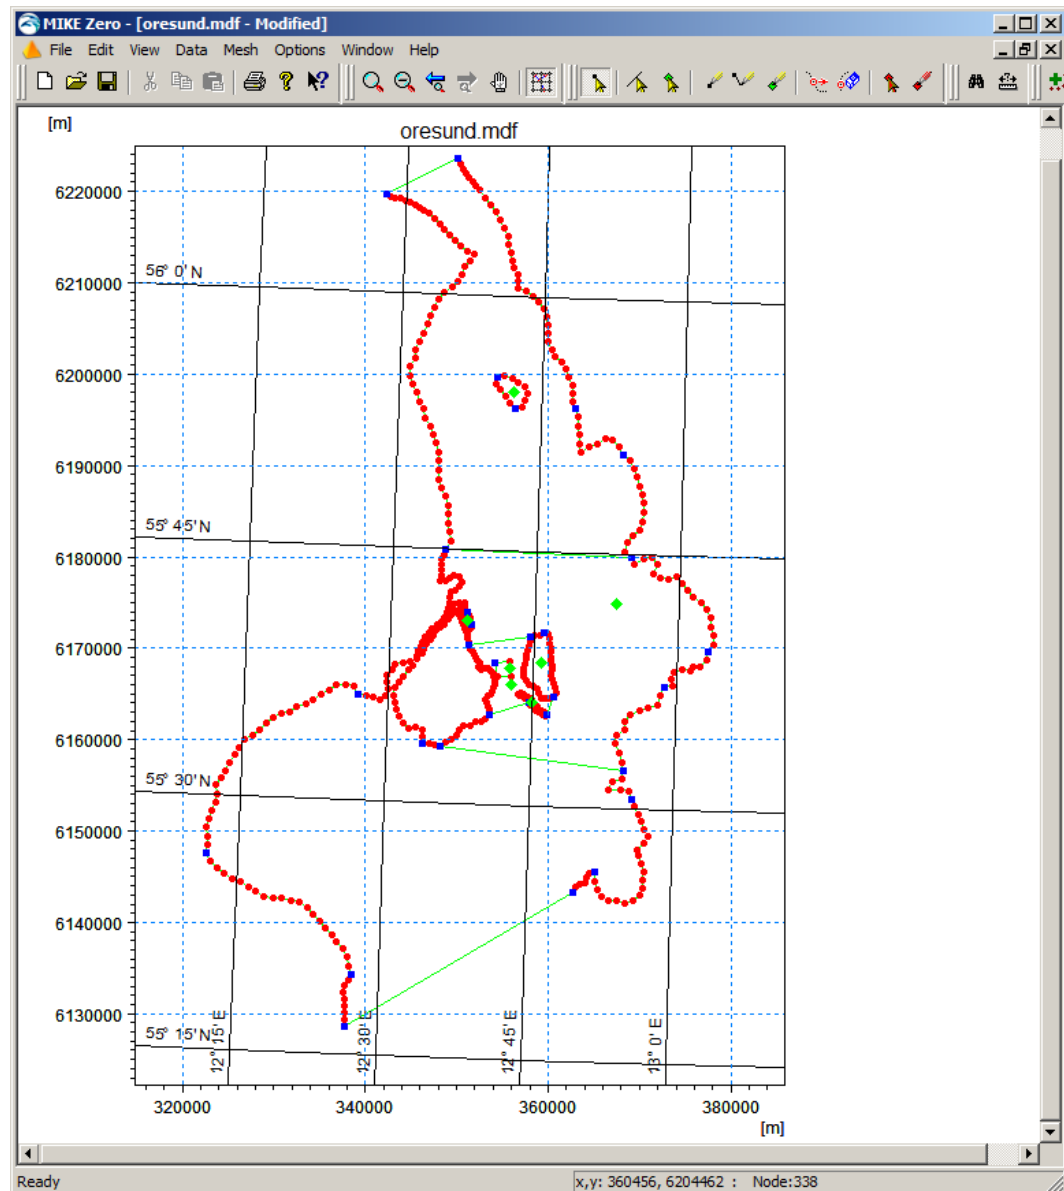 MIKE Zero - [oresund.mdf - Modified]
File Edit View Data Mesh Options Window Help
[m]
oresund.mdf
6220000
56° 0' N
6210000
6200000
6190000
55° 45' N
6180000
6170000
6160000
55° 30' N
6150000
6140000
6130000
55° 15' N
12° 15' E
12° 30' E
12° 45' E
13° 0' E
320000 340000 360000 380000
[m]
Ready x,y: 360456, 6204462 : Node:338